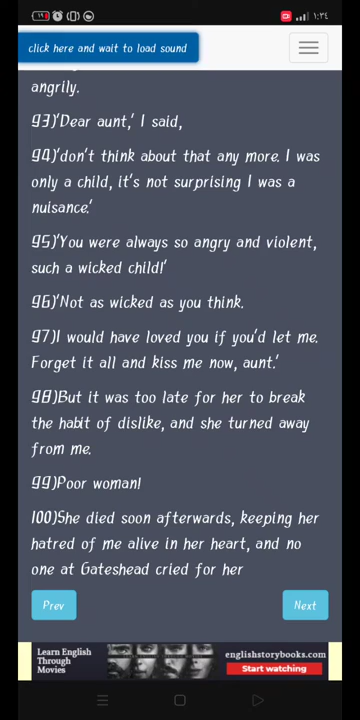 ١:٣٤
click here and wait to load sound
angrily.
93)'Dear aunt,' I said,
94)'don't think about that any more. I was
only a child, it's not surprising I was a
nuisance.'
95)'You were always so angry and violent,
such a wicked child!'
96)'Not as wicked as you think.
97)I would have loved you if you'd let me.
Forget it all and kiss me now, aunt.'
98)But it was too late for her to break
the habit of dislike, and she turned away
from me.
99)Poor woman!
100)She died soon afterwards, keeping her
hatred of me alive in her heart, and no
one at Gateshead cried for her
Prev
Next
Learn English
Through
Movies
englishstorybooks.com
Start watching